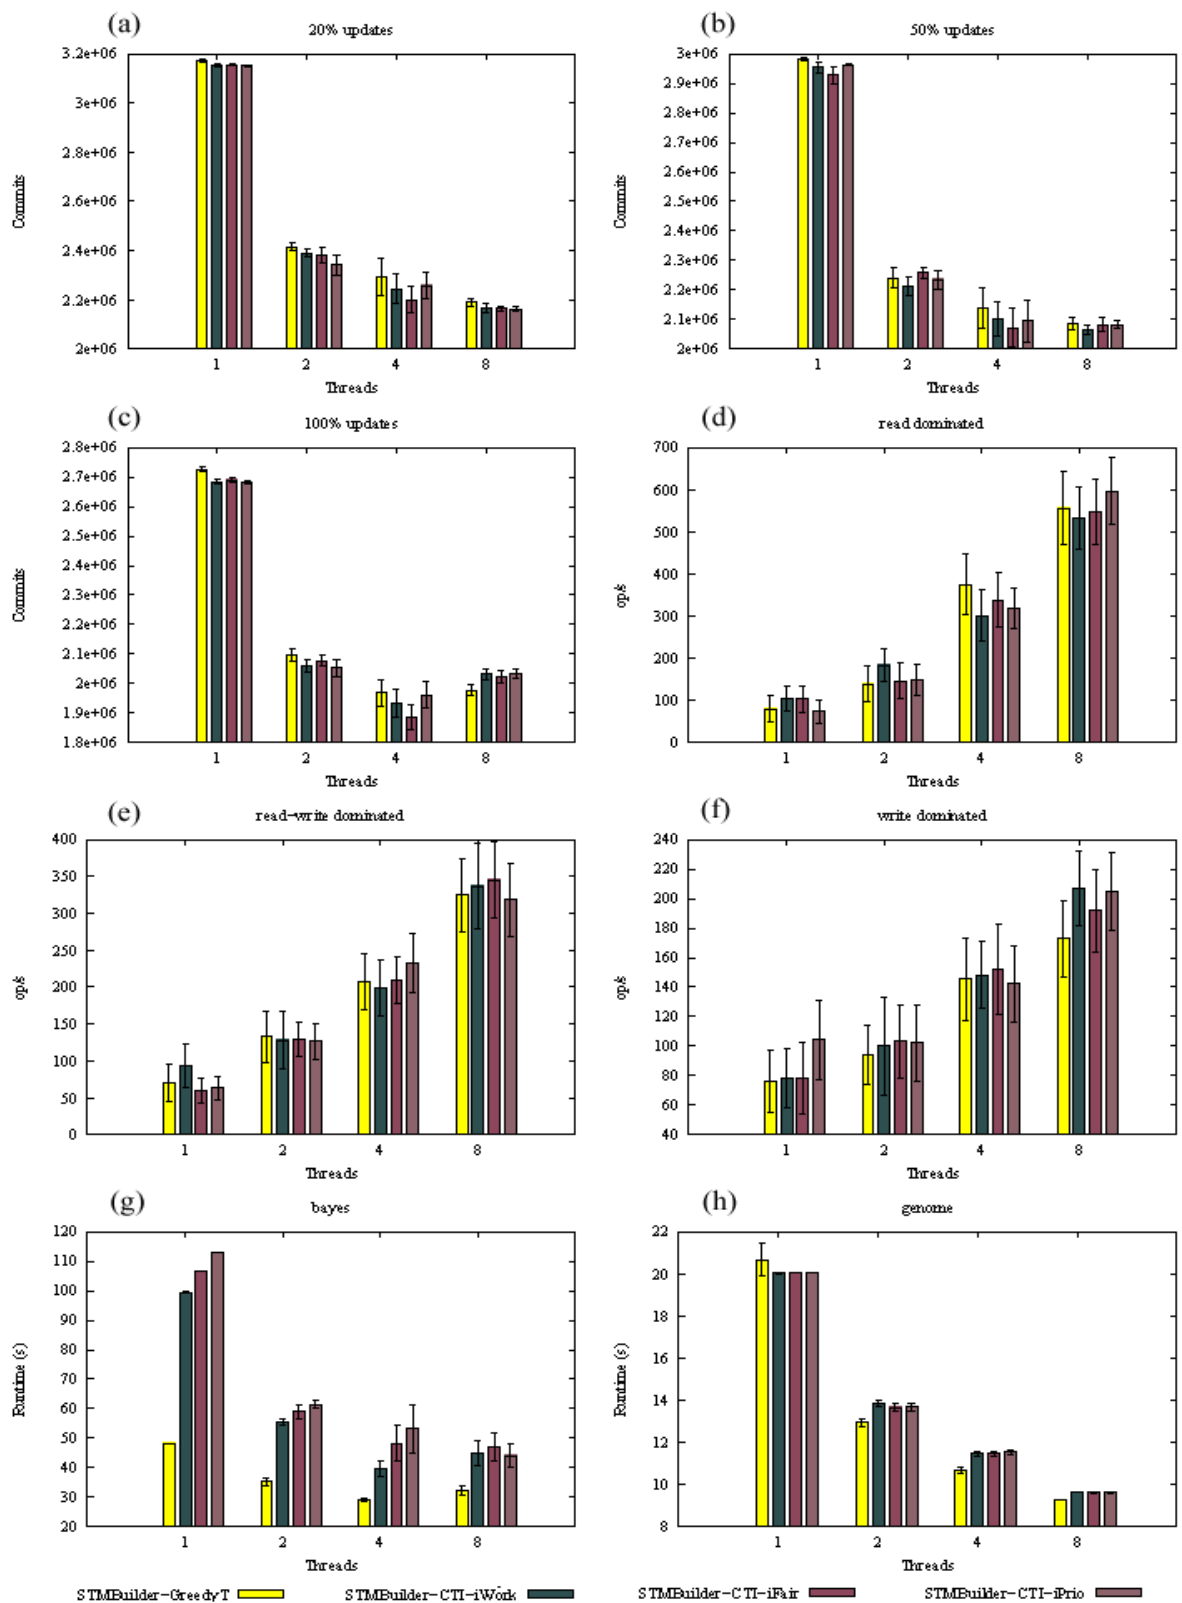 (a) 20% updates
3.2e+06
3e+06
2.8e+06
2.6e+06
2.4e+06
2.2e+06
2e+06
Commits
1 2 4 8
Threads
(b) 50% updates
3e+06
2.9e+06
2.8e+06
2.7e+06
2.6e+06
2.5e+06
2.4e+06
2.3e+06
2.2e+06
2.1e+06
2e+06
Commits
1 2 4 8
Threads
(c) 100% updates
2.8e+06
2.7e+06
2.6e+06
2.5e+06
2.4e+06
2.3e+06
2.2e+06
2.1e+06
2e+06
1.9e+06
1.8e+06
Commits
1 2 4 8
Threads
(d) read dominated
700
600
500
400
300
200
100
0
op/s
1 2 4 8
Threads
(e) read-write dominated
400
350
300
250
200
150
100
50
0
op/s
1 2 4 8
Threads
(f) write dominated
240
220
200
180
160
140
120
100
80
60
40
op/s
1 2 4 8
Threads
(g) bayes
120
110
100
90
80
70
60
50
40
30
20
Runtime (s)
1 2 4 8
Threads
(h) genome
22
20
18
16
14
12
10
8
Runtime (s)
1 2 4 8
Threads
STMBuilder-GreedyT STMBuilder-CTI-iWork STMBuilder-CTI-iFair STMBuilder-CTI-iPrio